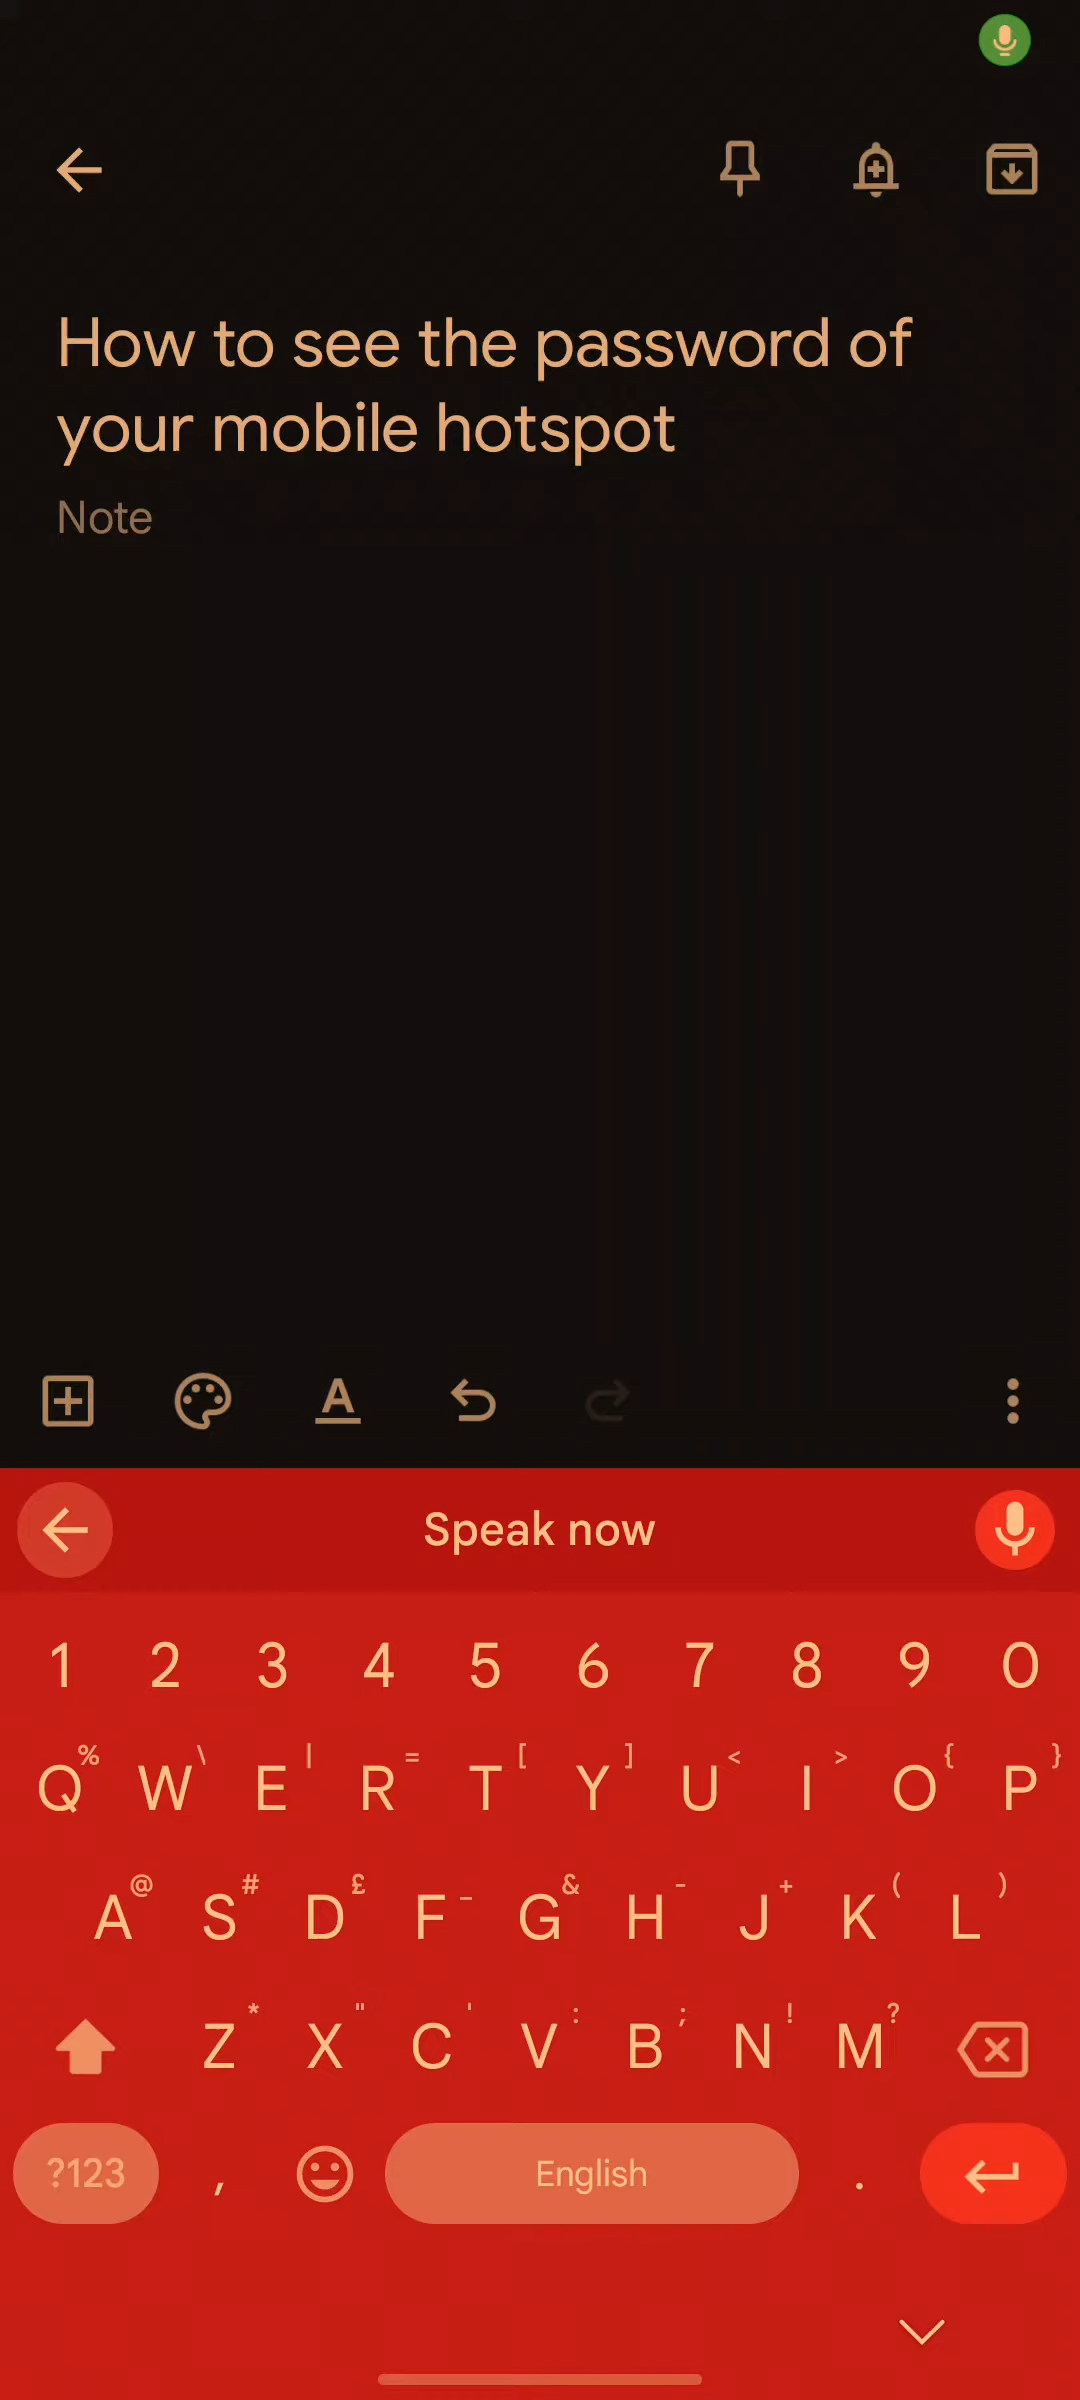 How to see the password of
your mobile hotspot
Note
A
Speak now
1 2 3 4 5 6 7 8 9 0
Q % W \ E | R = T [ Y ] U < I > O { P }
A @ S # D £ F _ G & H - J + K ( L )
Z * X " C ' V : B ; N ! M ?
?123 , English .